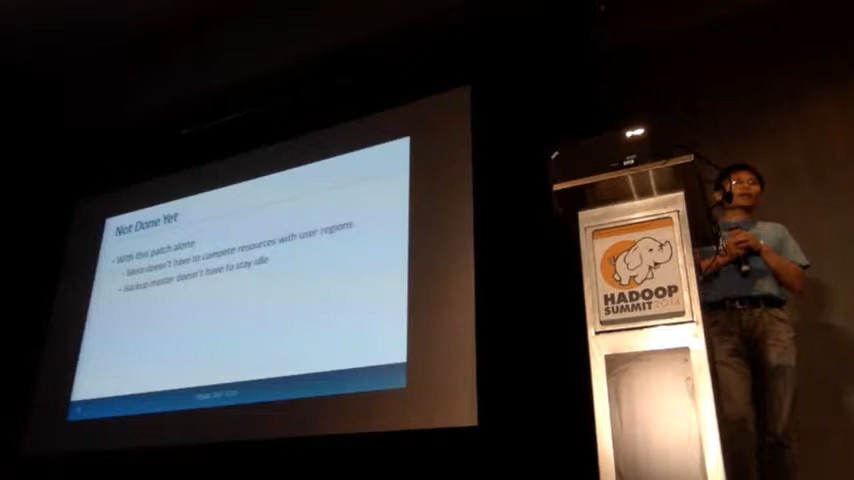 Not Done Yet
• With this patch alone
- Meta doesn't have to compete resources with user regions
• Backup master doesn't have to stay idle
HADOOP
SUMMIT 2014